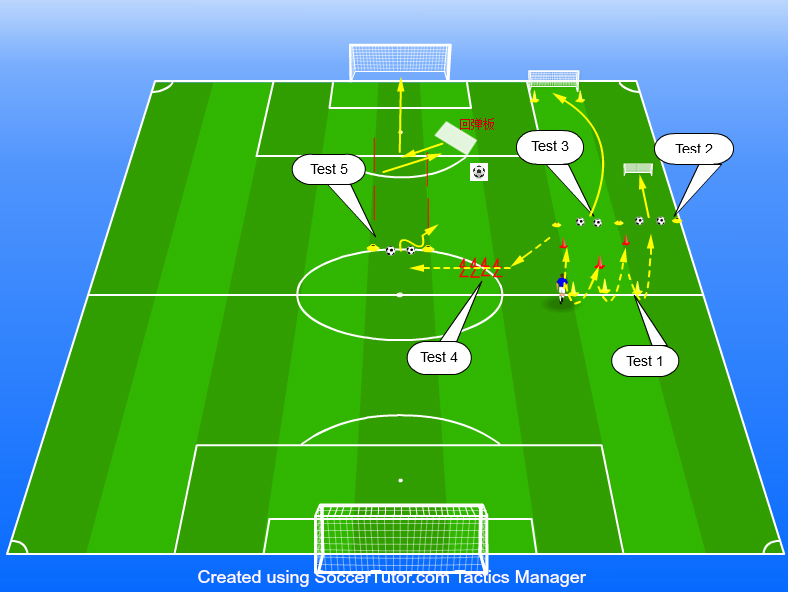 回弹板
Test 3
Test 2
Test 5
Test 4
Test 1
Created using SoccerTutor.com Tactics Manager